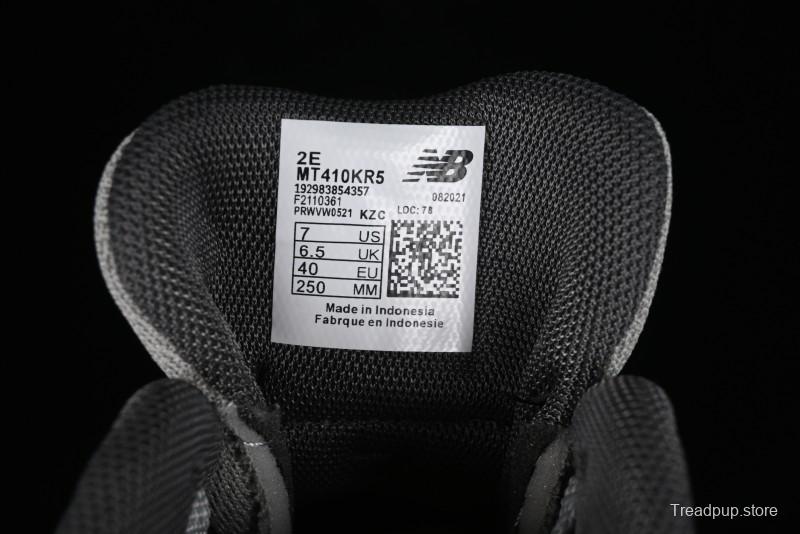 2E
MT410KR5
NB
192983854357
F2110361
082021
PRWVW0521 KZC LOC: 78
7 US
6.5 UK
40 EU
250 MM
Made in Indonesia
Fabrique en Indonesie
Treadpup.store